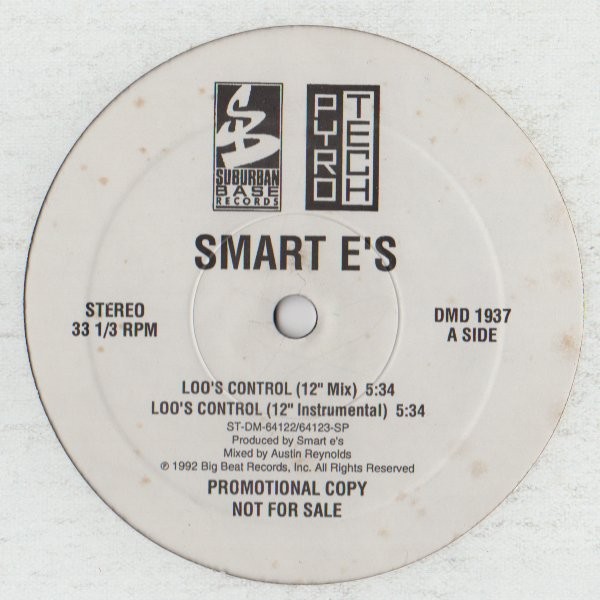 SUBURBAN
BASE
RECORDS
PYRO
TECH
SMART E'S
STEREO
33 1/3 RPM
DMD 1937
A SIDE
LOO'S CONTROL (12" Mix) 5:34
LOO'S CONTROL (12" Instrumental) 5:34
ST-DM-64122/64123-SP
Produced by Smart e's
Mixed by Austin Reynolds
℗ 1992 Big Beat Records, Inc. All Rights Reserved
PROMOTIONAL COPY
NOT FOR SALE